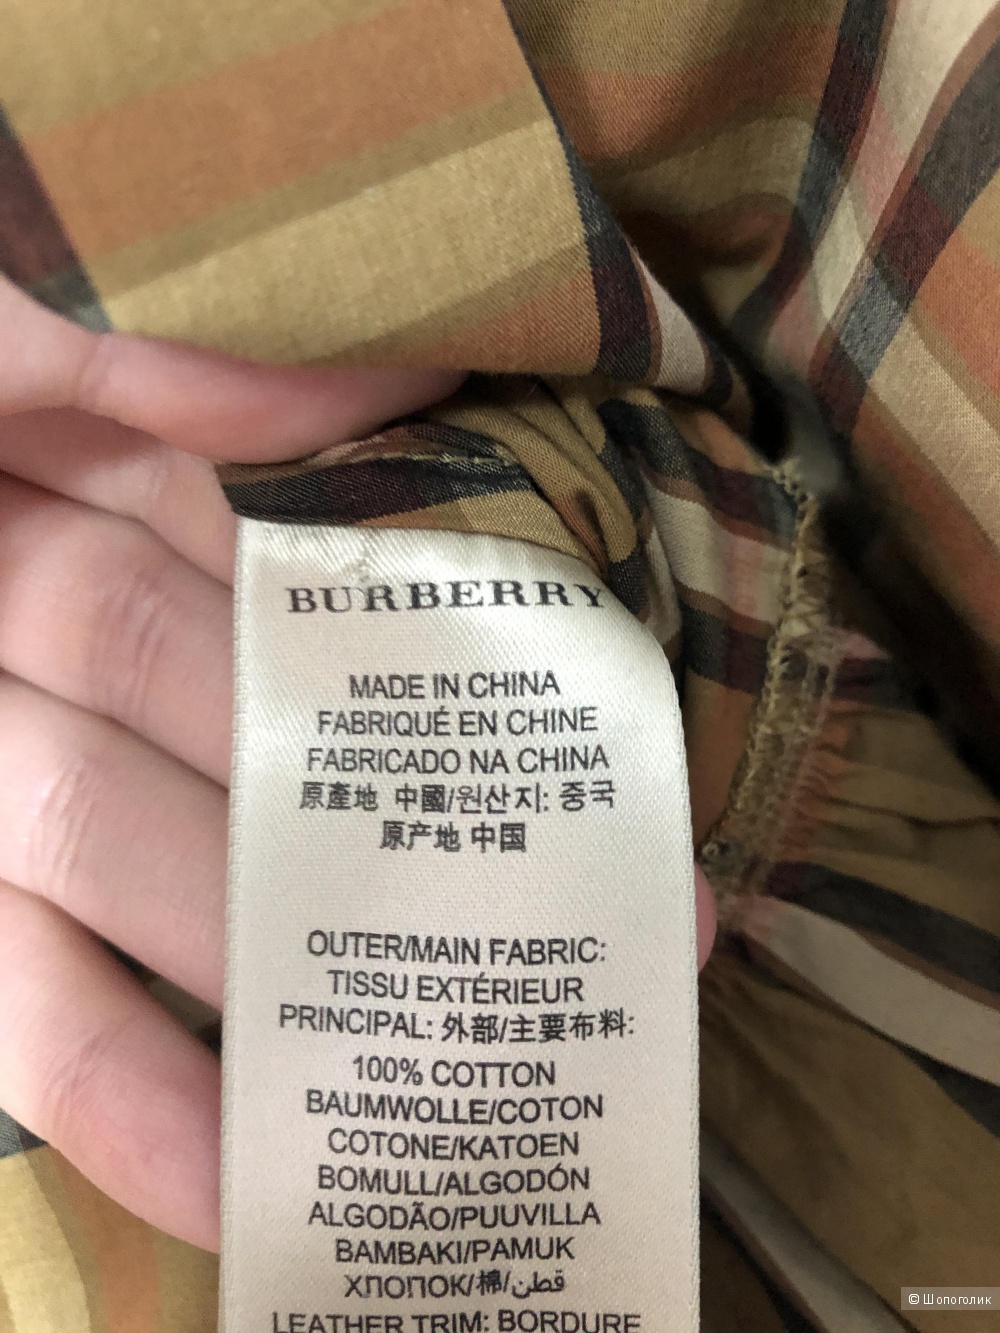 BURBERRY
MADE IN CHINA
FABRIQUÉ EN CHINE
FABRICADO NA CHINA
原產地 中國/원산지: 중국
原产地 中国
OUTER/MAIN FABRIC:
TISSU EXTÉRIEUR
PRINCIPAL: 外部/主要布料:
100% COTTON
BAUMWOLLE/COTON
COTONE/KATOEN
BOMULL/ALGODÓN
ALGODÃO/PUUVILLA
BAMBAKI/PAMUK
ХЛОПОК/棉/قطن
LEATHER TRIM: BORDURE
© Шопоголик